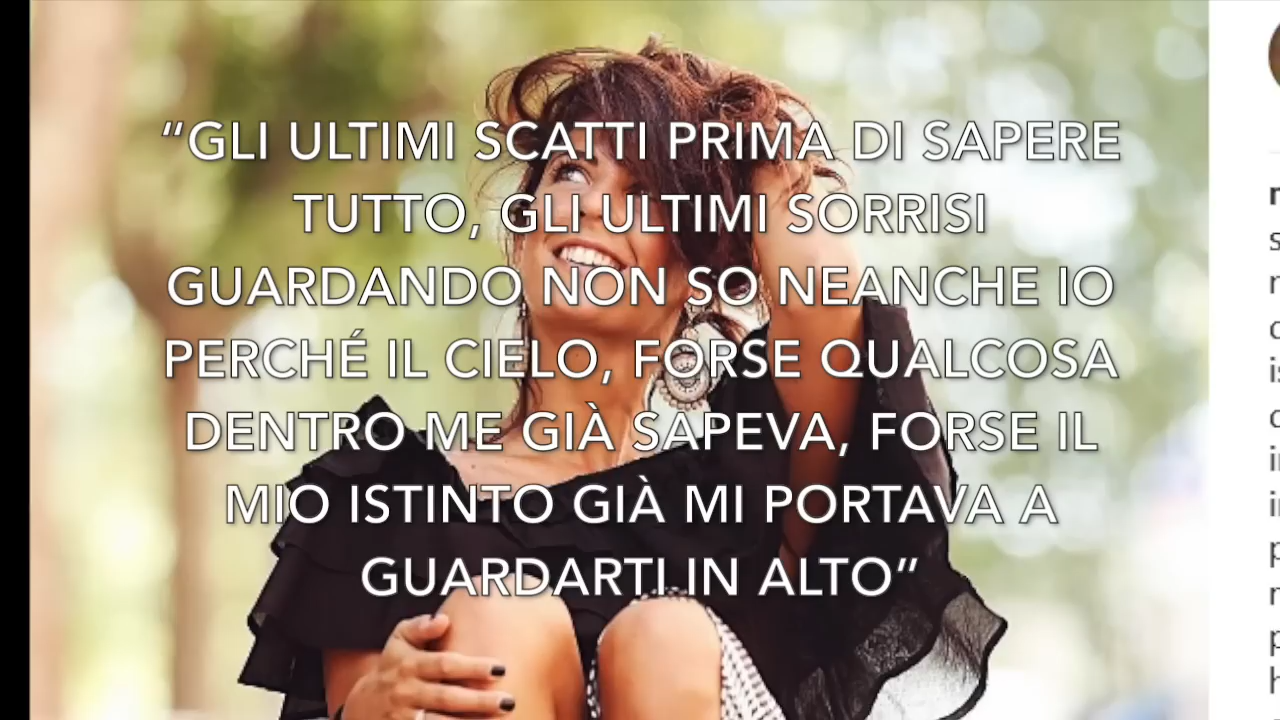 “GLI ULTIMI SCATTI PRIMA DI SAPERE
TUTTO, GLI ULTIMI SORRISI
GUARDANDO NON SO NEANCHE IO
PERCHÉ IL CIELO, FORSE QUALCOSA
DENTRO ME GIÀ SAPEVA, FORSE IL
MIO ISTINTO GIÀ MI PORTAVA A
GUARDARTI IN ALTO”